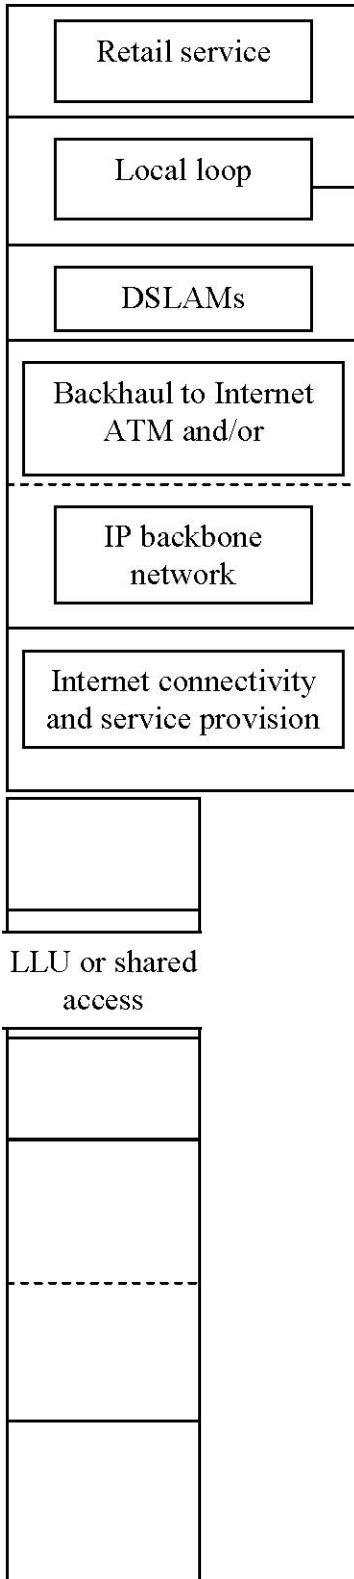 Retail service
Local loop
DSLAMs
Backhaul to Internet
ATM and/or
IP backbone
network
Internet connectivity
and service provision
LLU or shared
access